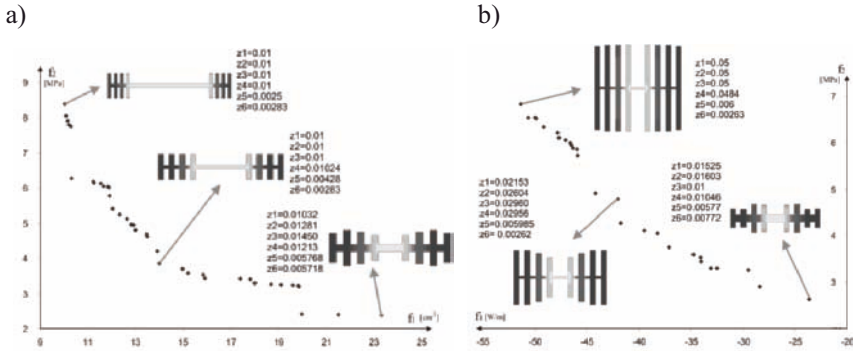 a)
b)
f2
[MPa]
9
8
7
6
5
4
3
2
9
11
13
15
17
19
21
23
25
f1 [cm³]
z1=0.01
z2=0.01
z3=0.01
z4=0.01
z5=0.0025
z6=0.00283
z1=0.01
z2=0.01
z3=0.01
z4=0.01024
z5=0.00428
z6=0.00283
z1=0.01032
z2=0.01281
z3=0.01450
z4=0.01213
z5=0.005768
z6=0.005718
f2
[MPa]
7
6
5
4
3
2
z1=0.05
z2=0.05
z3=0.05
z4=0.0484
z5=0.006
z6=0.00263
z1=0.02153
z2=0.02604
z3=0.02960
z4=0.02956
z5=0.005985
z6= 0.00262
z1=0.01525
z2=0.01603
z3=0.01
z4=0.01046
z5=0.00577
z6=0.00772
-55
-50
-45
-40
-35
-30
-25
-20